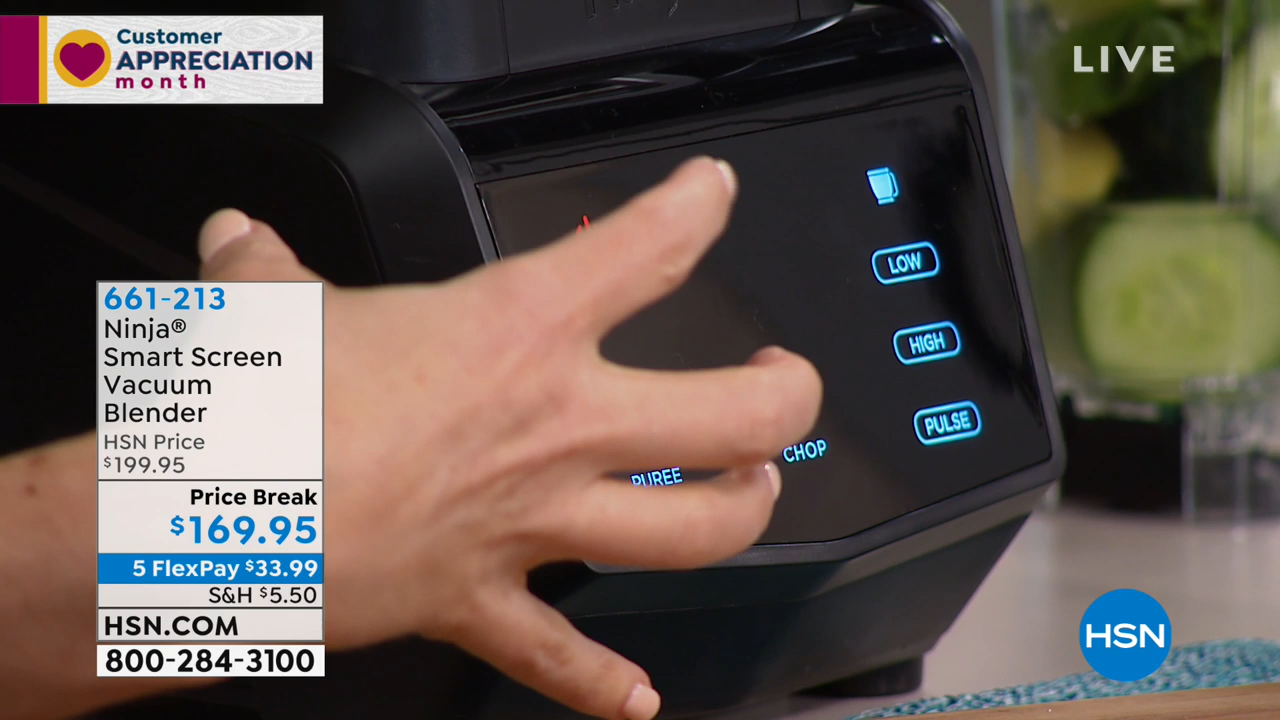 Customer
APPRECIATION
month
LIVE
661-213
Ninja®
Smart Screen
Vacuum
Blender
HSN Price
$199.95
Price Break
$169.95
5 FlexPay $33.99
S&H $5.50
HSN.COM
800-284-3100
LOW
HIGH
PULSE
CHOP
PUREE
HSN